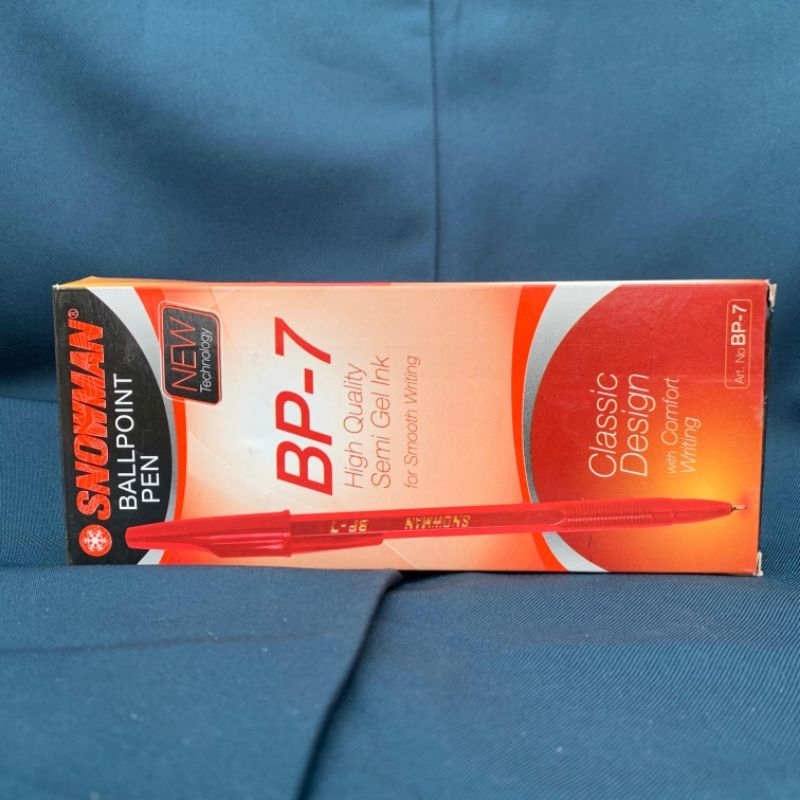 SNOWMAN®
BALLPOINT
PEN
NEW
Technology
BP-7
High Quality
Semi Gel Ink
for Smooth Writing
SNOWMAN BP-7
Classic
Design
with Comfort
Writing
Art. No BP-7